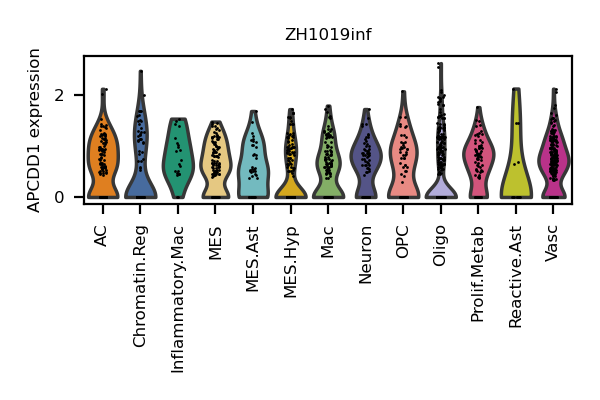 ZH1019inf
APCDD1 expression
2
0
AC
Chromatin.Reg
Inflammatory.Mac
MES
MES.Ast
MES.Hyp
Mac
Neuron
OPC
Oligo
Prolif.Metab
Reactive.Ast
Vasc